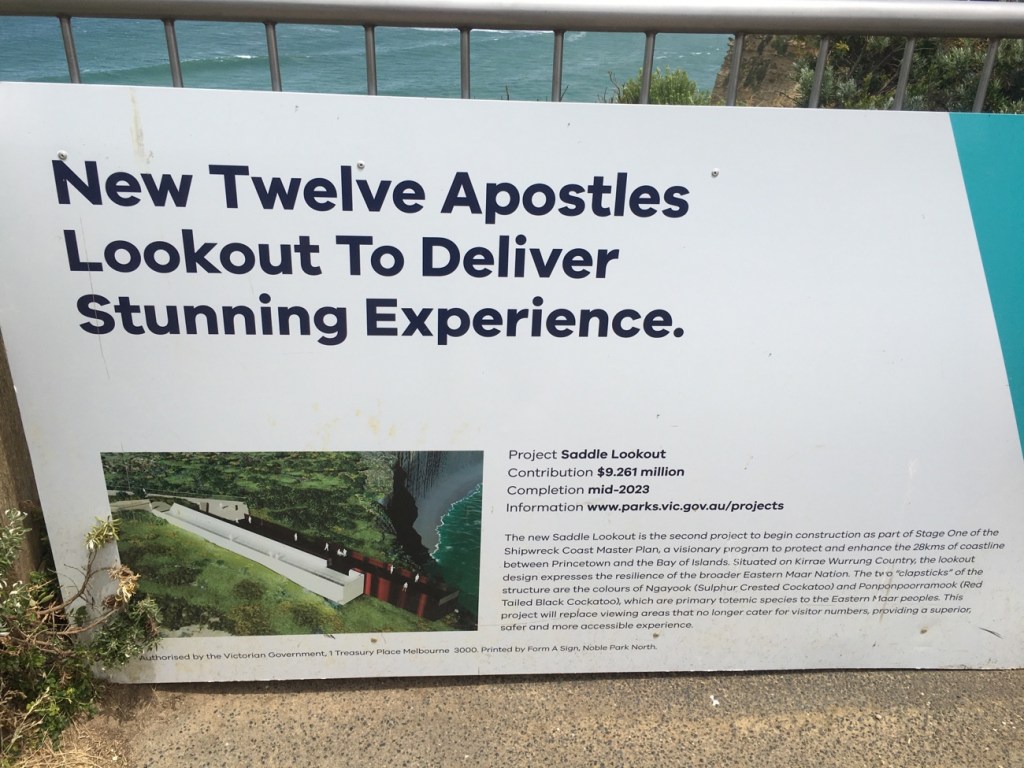 New Twelve Apostles
Lookout To Deliver
Stunning Experience.
Project Saddle Lookout
Contribution $9.261 million
Completion mid-2023
Information www.parks.vic.gov.au/projects
The new Saddle Lookout is the second project to begin construction as part of Stage One of the
Shipwreck Coast Master Plan, a visionary program to protect and enhance the 28kms of coastline
between Princetown and the Bay of Islands. Situated on Kirrae Wurrung Country, the lookout
design expresses the resilience of the broader Eastern Maar Nation. The two "clapsticks" of the
structure are the colours of Ngayook (Sulphur Crested Cockatoo) and Ponponpoorramook (Red
Tailed Black Cockatoo), which are primary totemic species to the Eastern Maar peoples. This
project will replace viewing areas that no longer cater for visitor numbers, providing a superior,
safer and more accessible experience.
Authorised by the Victorian Government, 1 Treasury Place Melbourne 3000. Printed by Form A Sign, Noble Park North.